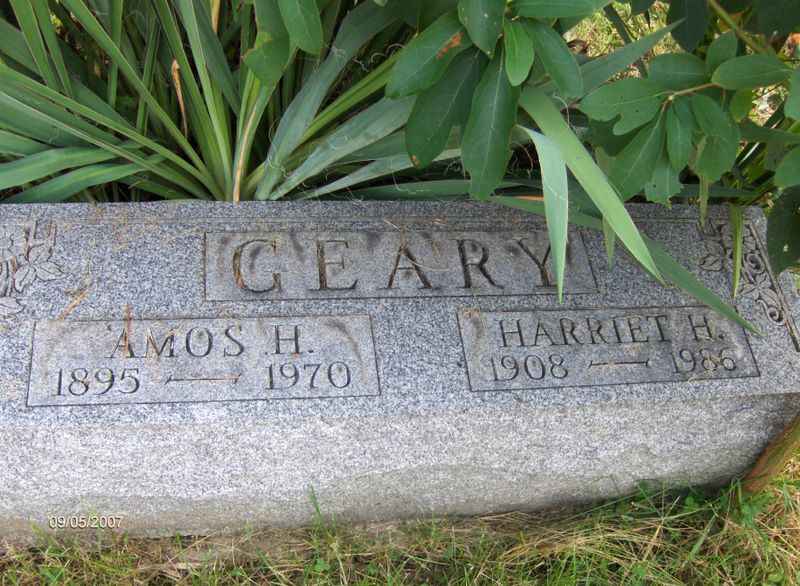 GEARY
AMOS H.
1895 — 1970
HARRIET H.
1908 — 1986
09/05/2007